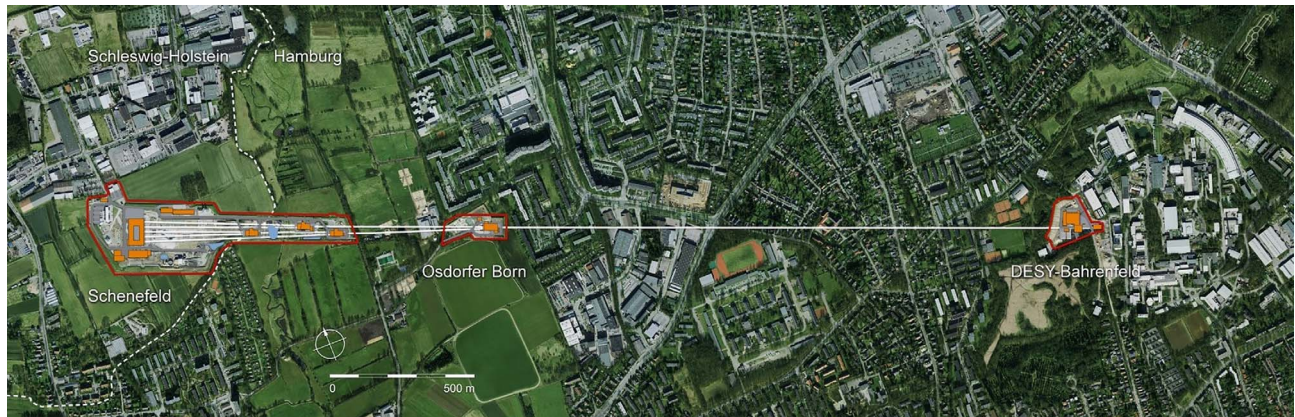 Schleswig-Holstein
Hamburg
Osdorfer Born
DESY-Bahrenfeld
Schenefeld
0
500 m